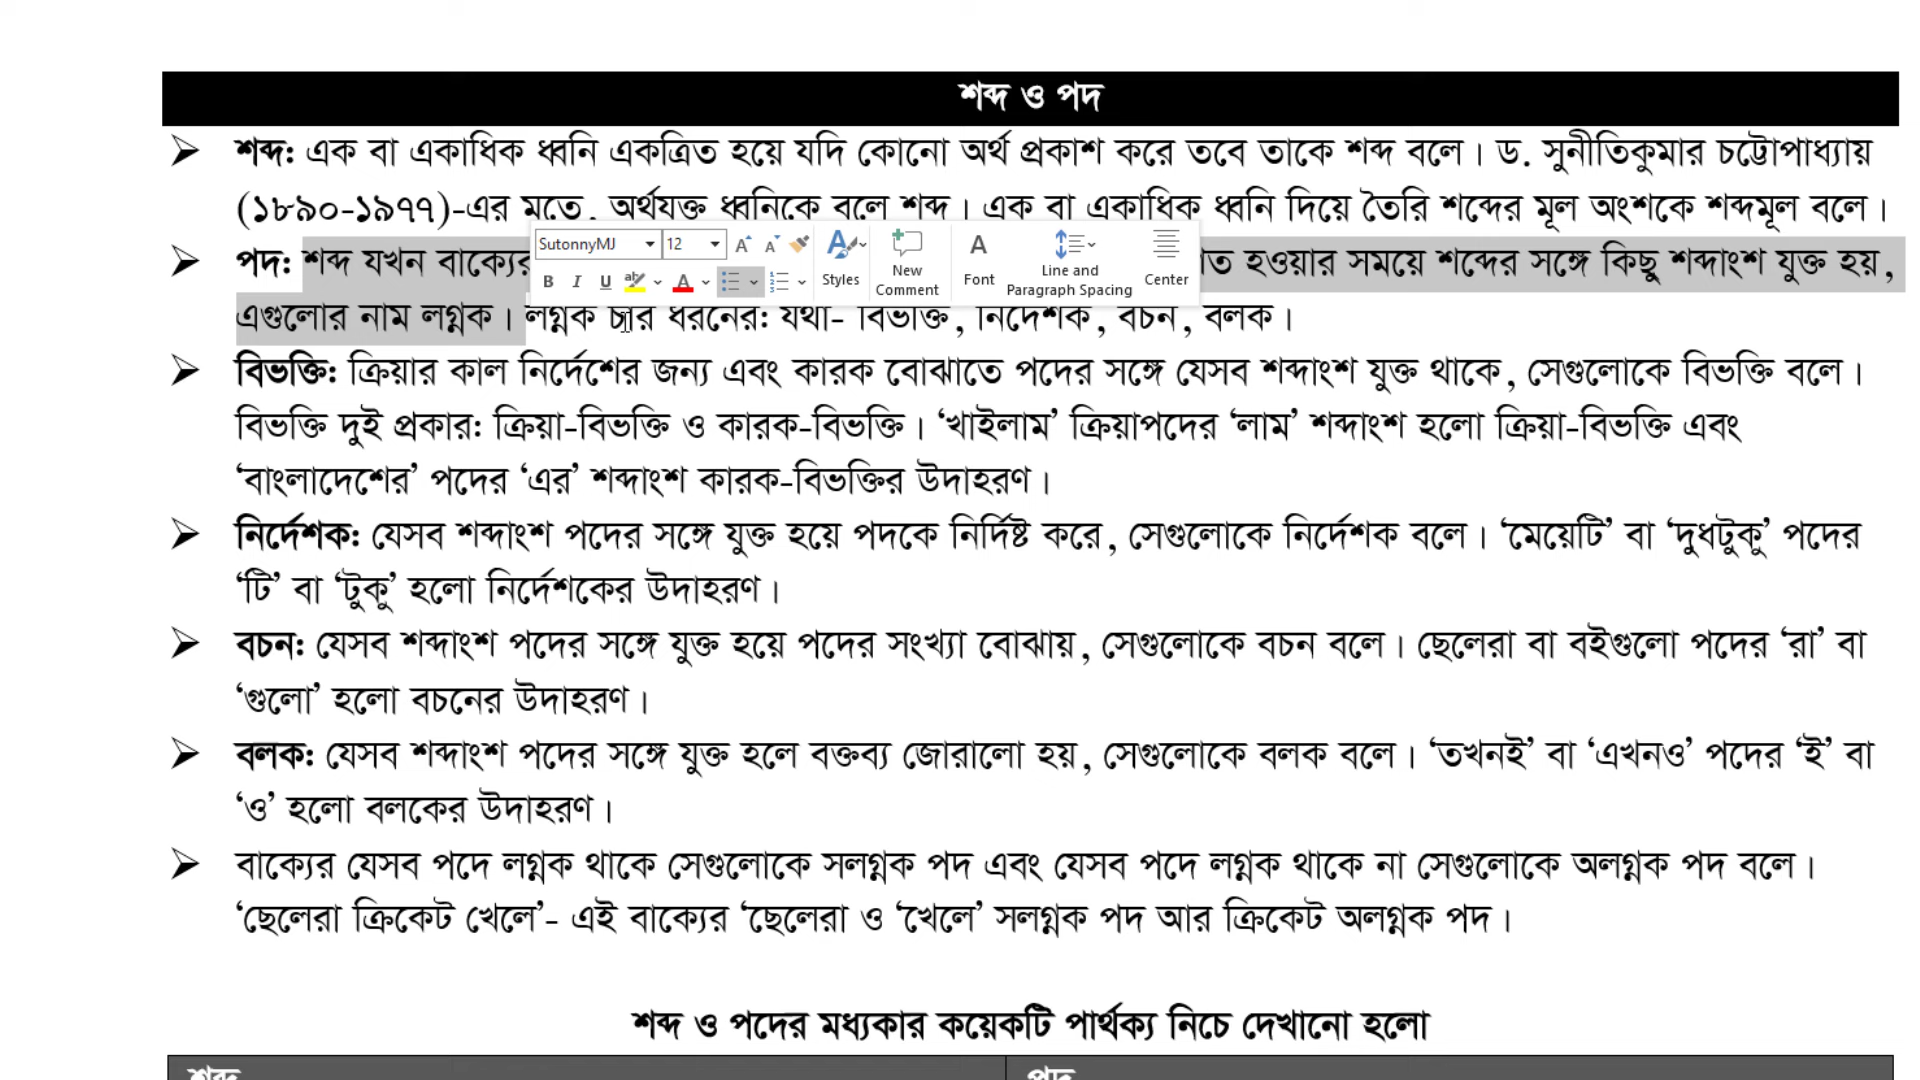 শব্দ ও পদ
➢ শব্দ: এক বা একাধিক ধ্বনি একত্রিত হয়ে যদি কোনো অর্থ প্রকাশ করে তবে তাকে শব্দ বলে। ড. সুনীতিকুমার চট্টোপাধ্যায়
(১৮৯০-১৯৭৭)-এর মতে, অর্থযুক্ত ধ্বনিকে বলে শব্দ। এক বা একাধিক ধ্বনি দিয়ে তৈরি শব্দের মূল অংশকে শব্দমূল বলে।
➢ পদ: শব্দ যখন বাক্যের হওয়ার সময়ে শব্দের সঙ্গে কিছু শব্দাংশ যুক্ত হয়,
SutonnyMJ 12
Styles
New Comment
Font
Line and Paragraph Spacing
Center
B I U
এগুলোর নাম লগ্নক। লগ্নক চার ধরনের: যথা- বিভক্তি, নির্দেশক, বচন, বলক।
➢ বিভক্তি: ক্রিয়ার কাল নির্দেশের জন্য এবং কারক বোঝাতে পদের সঙ্গে যেসব শব্দাংশ যুক্ত থাকে, সেগুলোকে বিভক্তি বলে।
বিভক্তি দুই প্রকার: ক্রিয়া-বিভক্তি ও কারক-বিভক্তি। ‘খাইলাম’ ক্রিয়াপদের ‘লাম’ শব্দাংশ হলো ক্রিয়া-বিভক্তি এবং
‘বাংলাদেশের’ পদের ‘এর’ শব্দাংশ কারক-বিভক্তির উদাহরণ।
➢ নির্দেশক: যেসব শব্দাংশ পদের সঙ্গে যুক্ত হয়ে পদকে নির্দিষ্ট করে, সেগুলোকে নির্দেশক বলে। ‘মেয়েটি’ বা ‘দুধটুকু’ পদের
‘টি’ বা ‘টুকু’ হলো নির্দেশকের উদাহরণ।
➢ বচন: যেসব শব্দাংশ পদের সঙ্গে যুক্ত হয়ে পদের সংখ্যা বোঝায়, সেগুলোকে বচন বলে। ছেলেরা বা বইগুলো পদের ‘রা’ বা
‘গুলো’ হলো বচনের উদাহরণ।
➢ বলক: যেসব শব্দাংশ পদের সঙ্গে যুক্ত হলে বক্তব্য জোরালো হয়, সেগুলোকে বলক বলে। ‘তখনই’ বা ‘এখনও’ পদের ‘ই’ বা
‘ও’ হলো বলকের উদাহরণ।
➢ বাক্যের যেসব পদে লগ্নক থাকে সেগুলোকে সলগ্নক পদ এবং যেসব পদে লগ্নক থাকে না সেগুলোকে অলগ্নক পদ বলে।
‘ছেলেরা ক্রিকেট খেলে’- এই বাক্যের ‘ছেলেরা ও ‘খেলে’ সলগ্নক পদ আর ক্রিকেট অলগ্নক পদ।
শব্দ ও পদের মধ্যকার কয়েকটি পার্থক্য নিচে দেখানো হলো
শব্দ পদ